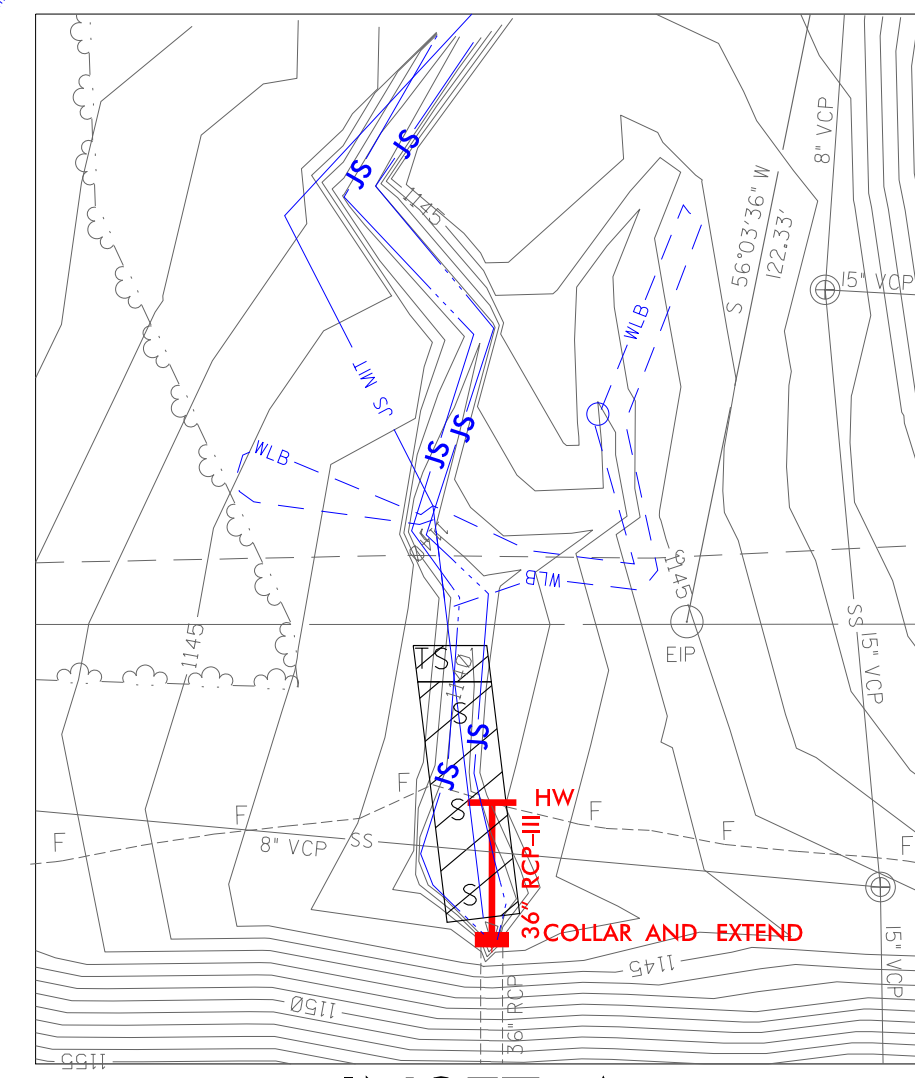 JS
JS
1145
8" VCP
S 56°03'36" W
122.33'
15" VCP
WLB
JS MIT
JS
JS
WLB
1145
WLB
EIP
1145
SS
15" VCP
TS
1140
S
JS
JS
F
S
HW
F
F
F
F
F
8" VCP
SS
36" RCP-III
S
COLLAR AND EXTEND
1145
15" VCP
36" RCP
1150
1155